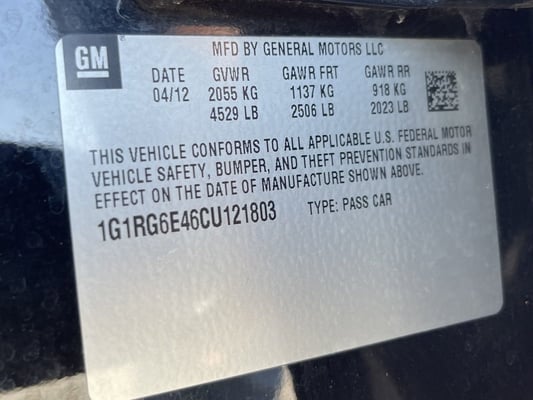 GM
MFD BY GENERAL MOTORS LLC
DATE GVWR GAWR FRT GAWR RR
04/12 2055 KG 1137 KG 918 KG
4529 LB 2506 LB 2023 LB
THIS VEHICLE CONFORMS TO ALL APPLICABLE U.S. FEDERAL MOTOR
VEHICLE SAFETY, BUMPER, AND THEFT PREVENTION STANDARDS IN
EFFECT ON THE DATE OF MANUFACTURE SHOWN ABOVE.
1G1RG6E46CU121803 TYPE: PASS CAR